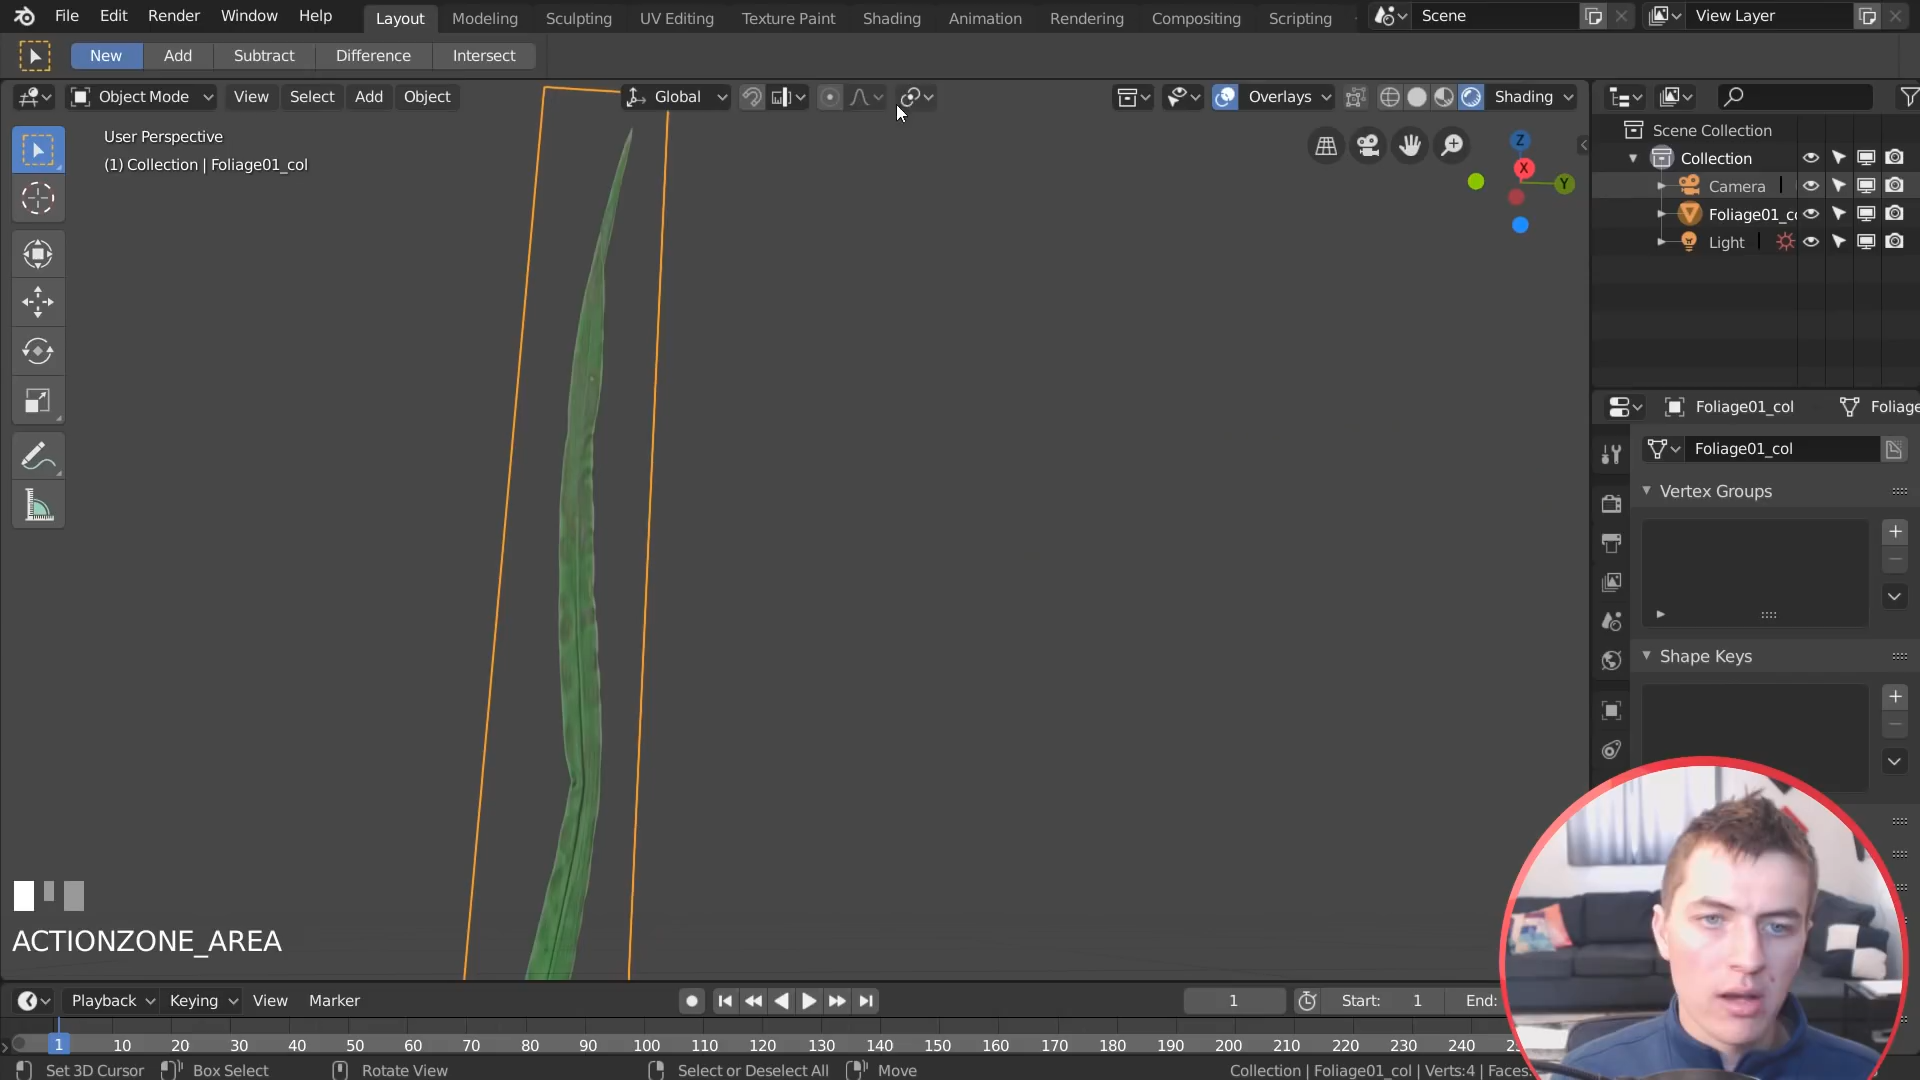 File Edit Render Window Help Layout Modeling Sculpting UV Editing Texture Paint Shading Animation Rendering Compositing Scripting Scene View Layer
New Add Subtract Difference Intersect
Object Mode View Select Add Object Global Overlays Shading
User Perspective
(1) Collection | Foliage01_col
Z
X
Y
Scene Collection
Collection
Camera
Foliage01_co
Light
Foliage01_col Foliage
Foliage01_col
Vertex Groups
Shape Keys
ACTIONZONE_AREA
Playback Keying View Marker 1 Start: 1 End:
1 10 20 30 40 50 60 70 80 90 100 110 120 130 140 150 160 170 180 190 200 210 220 230 240
Set 3D Cursor Box Select Rotate View Select or Deselect All Move Collection | Foliage01_col | Verts:4 | Faces: